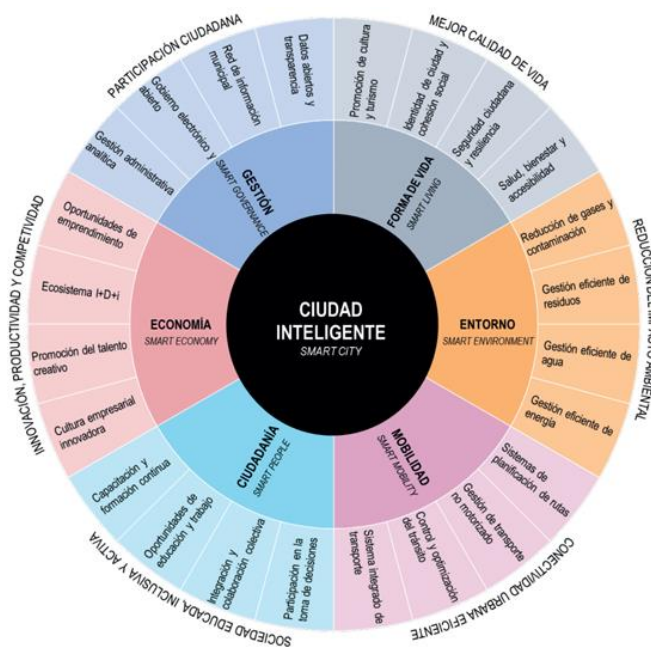 CIUDAD
INTELIGENTE
SMART CITY
GESTIÓN
SMART GOVERNANCE
FORMA DE VIDA
SMART LIVING
ENTORNO
SMART ENVIRONMENT
MOBILIDAD
SMART MOBILITY
CIUDADANÍA
SMART PEOPLE
ECONOMÍA
SMART ECONOMY
PARTICIPACIÓN CIUDADANA
Gestión administrativa
analítica
Gobierno electrónico y
abierto
Red de información
municipal
Datos abiertos y
transparencia
MEJOR CALIDAD DE VIDA
Promoción de cultura
y turismo
Identidad de ciudad y
cohesión social
Seguridad ciudadana
y resiliencia
Salud, bienestar y
accesibilidad
REDUCCIÓN DEL IMPACTO AMBIENTAL
Reducción de gases y
contaminación
Gestión eficiente de
residuos
Gestión eficiente de
agua
Gestión eficiente de
energía
CONECTIVIDAD URBANA EFICIENTE
Sistemas de
planificación de rutas
Gestión de transporte
no motorizado
Control y optimización
del tránsito
Sistema integrado de
transporte
SOCIEDAD EDUCADA, INCLUSIVA Y ACTIVA
Participación en la
toma de decisiones
Integración y
colaboración colectiva
Oportunidades de
educación y trabajo
Capacitación y
formación continua
INNOVACIÓN, PRODUCTIVIDAD Y COMPETIVIDAD
Cultura empresarial
innovadora
Promoción del talento
creativo
Ecosistema I+D+i
Oportunidades de
emprendimiento